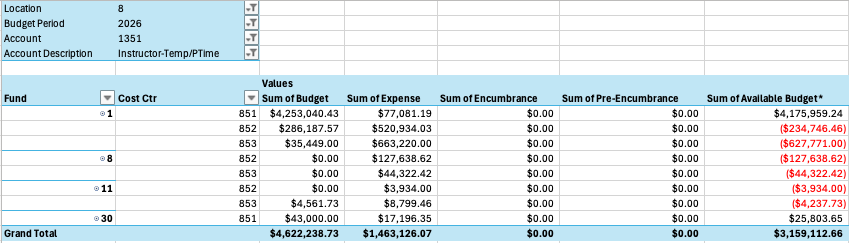 Location 8
Budget Period 2026
Account 1351
Account Description Instructor-Temp/PTime
Values
Fund Cost Ctr Sum of Budget Sum of Expense Sum of Encumbrance Sum of Pre-Encumbrance Sum of Available Budget*
1 851 $4,253,040.43 $77,081.19 $0.00 $0.00 $4,175,959.24
852 $286,187.57 $520,934.03 $0.00 $0.00 ($234,746.46)
853 $35,449.00 $663,220.00 $0.00 $0.00 ($627,771.00)
8 852 $0.00 $127,638.62 $0.00 $0.00 ($127,638.62)
853 $0.00 $44,322.42 $0.00 $0.00 ($44,322.42)
11 852 $0.00 $3,934.00 $0.00 $0.00 ($3,934.00)
853 $4,561.73 $8,799.46 $0.00 $0.00 ($4,237.73)
30 851 $43,000.00 $17,196.35 $0.00 $0.00 $25,803.65
Grand Total $4,622,238.73 $1,463,126.07 $0.00 $0.00 $3,159,112.66